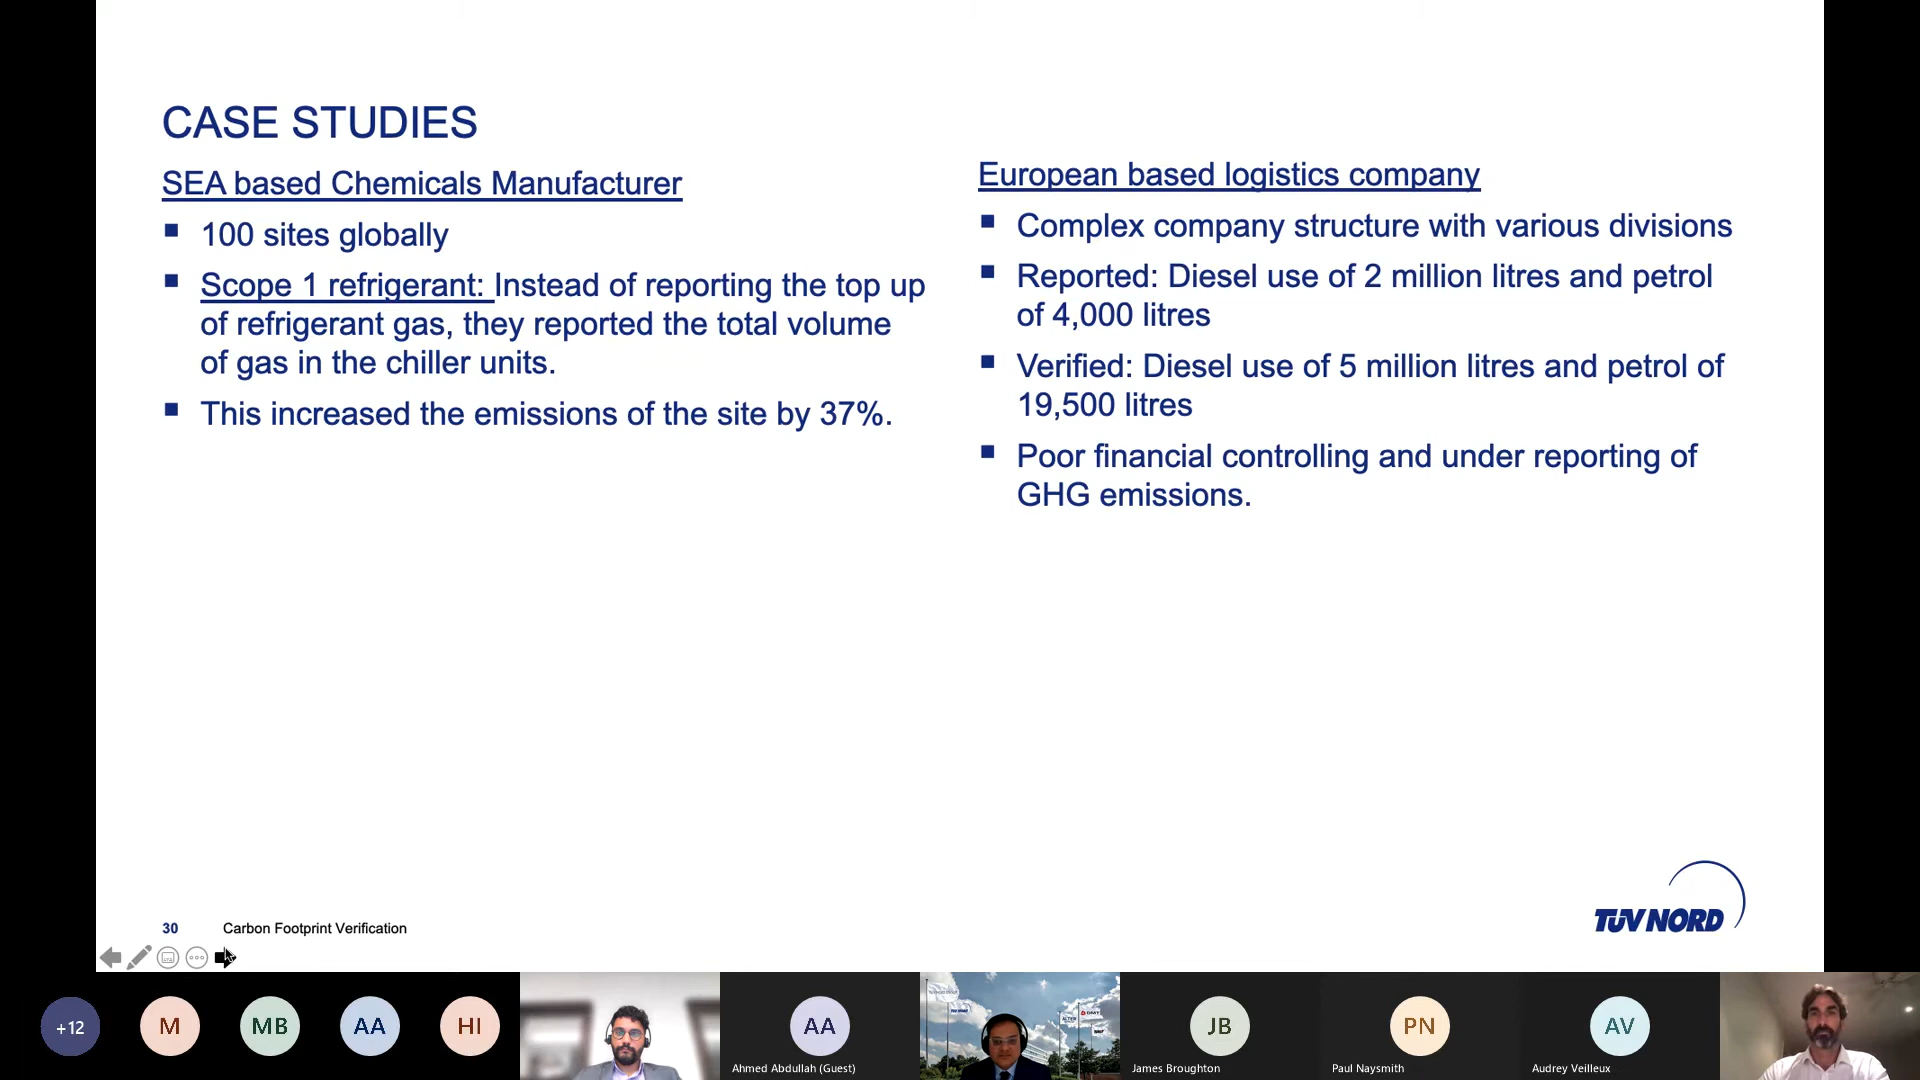 CASE STUDIES
SEA based Chemicals Manufacturer
100 sites globally
Scope 1 refrigerant: Instead of reporting the top up
of refrigerant gas, they reported the total volume
of gas in the chiller units.
This increased the emissions of the site by 37%.
European based logistics company
Complex company structure with various divisions
Reported: Diesel use of 2 million litres and petrol
of 4,000 litres
Verified: Diesel use of 5 million litres and petrol of
19,500 litres
Poor financial controlling and under reporting of
GHG emissions.
30 Carbon Footprint Verification
TÜV NORD
+12
M
MB
AA
HI
AA
Ahmed Abdullah (Guest)
JB
James Broughton
PN
Paul Naysmith
AV
Audrey Veilleux